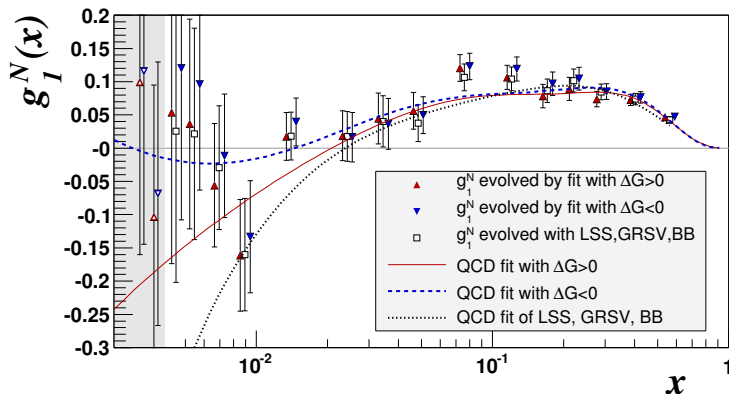 g₁ᴺ(x)
0.2
0.15
0.1
0.05
-0
-0.05
-0.1
-0.15
-0.2
-0.25
-0.3
g₁ᴺ evolved by fit with ΔG>0
g₁ᴺ evolved by fit with ΔG<0
g₁ᴺ evolved with LSS,GRSV,BB
QCD fit with ΔG>0
QCD fit with ΔG<0
QCD fit of LSS, GRSV, BB
10⁻²
10⁻¹
1
x